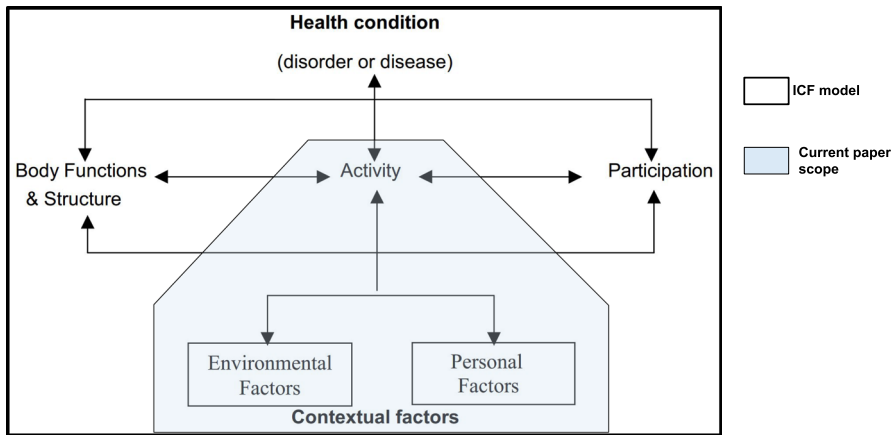 Health condition
(disorder or disease)
Body Functions
& Structure
Activity
Participation
Environmental
Factors
Personal
Factors
Contextual factors
ICF model
Current paper
scope